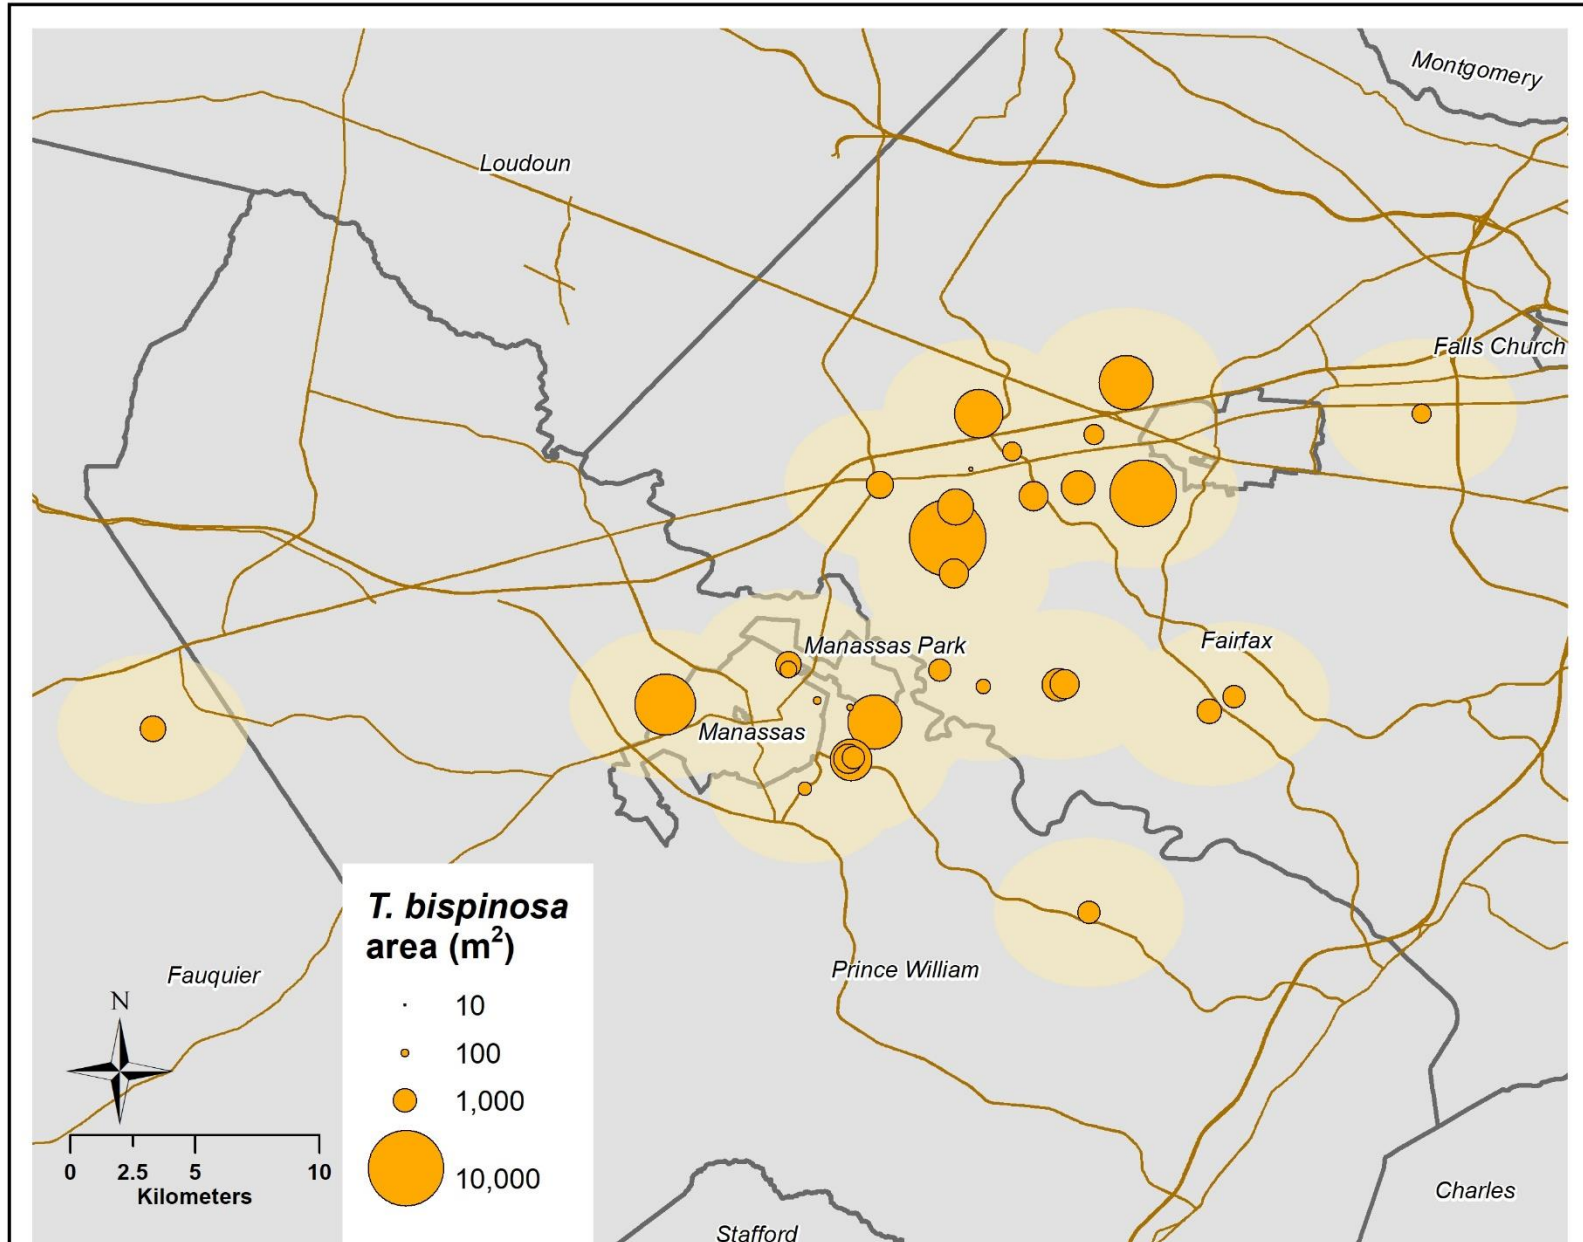 Montgomery
Loudoun
Falls Church
Manassas Park
Fairfax
Manassas
T. bispinosa
area (m²)
Fauquier
Prince William
10
N
100
1,000
10,000
0 2.5 5 10
Kilometers
Charles
Stafford